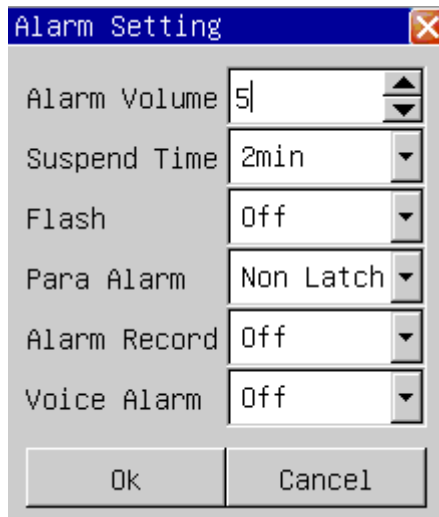 Alarm Setting
Alarm Volume 5
Suspend Time 2min
Flash Off
Para Alarm Non Latch
Alarm Record Off
Voice Alarm Off
Ok Cancel